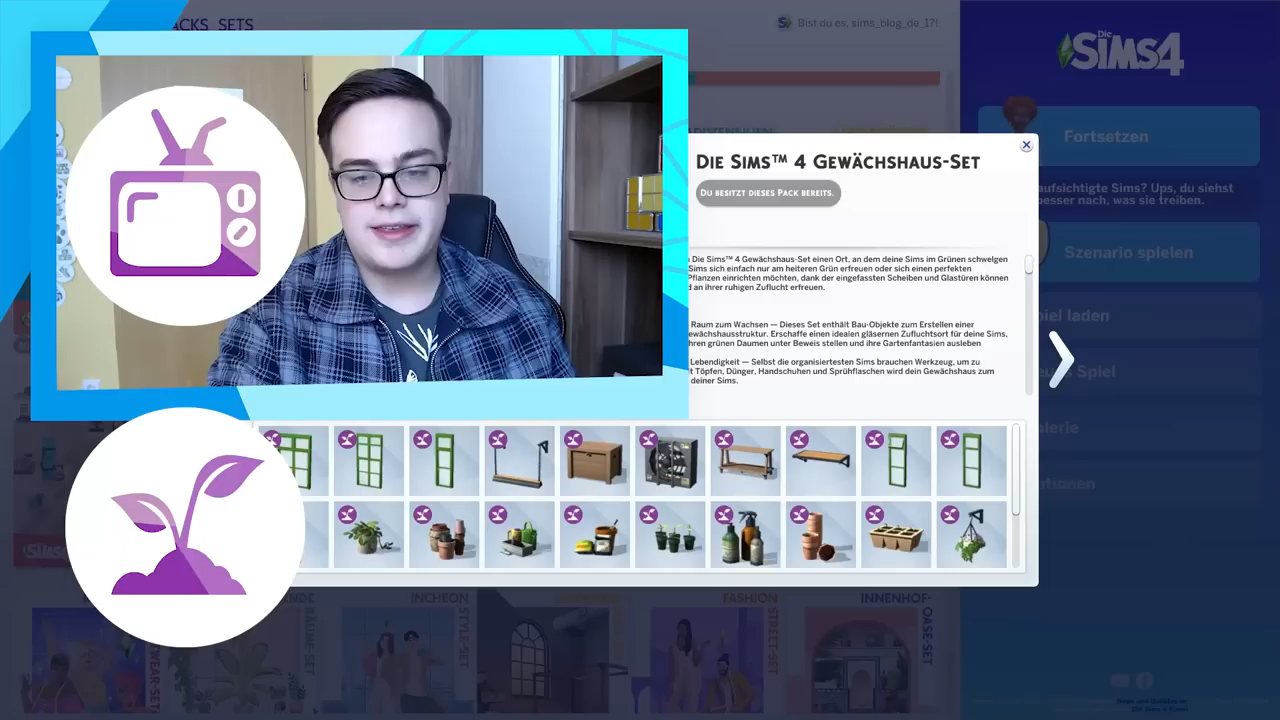 PACKS SETS
Bist du es, sims_blog_de_1?!
Die
SiMS4
Fortsetzen
Die Sims™ 4 Gewächshaus-Set
Du besitzt dieses Pack bereits.
aufsichtigte Sims? Ups, du siehst
besser nach, was sie treiben.
Szenario spielen
Die Sims™ 4 Gewächshaus-Set einen Ort, an dem deine Sims im Grünen schwelgen
Sims sich einfach nur am heiteren Grün erfreuen oder sich einen perfekten
Pflanzen einrichten möchten, dank der eingefassten Scheiben und Glastüren können
d an ihrer ruhigen Zuflucht erfreuen.
iel laden
Raum zum Wachsen — Dieses Set enthält Bau-Objekte zum Erstellen einer
ewächshausstruktur. Erschaffe einen idealen gläsernen Zufluchtsort für deine Sims,
hren grünen Daumen unter Beweis stellen und ihre Gartenfantasien ausleben
Lebendigkeit — Selbst die organisiertesten Sims brauchen Werkzeug, um zu
t Töpfen, Dünger, Handschuhen und Sprühflaschen wird dein Gewächshaus zum
deiner Sims.
Spiel
alerie
tionen
INCHEON
STYLE-SET
FASHION
STREET-SET
INNENHOF-
OASE-SET